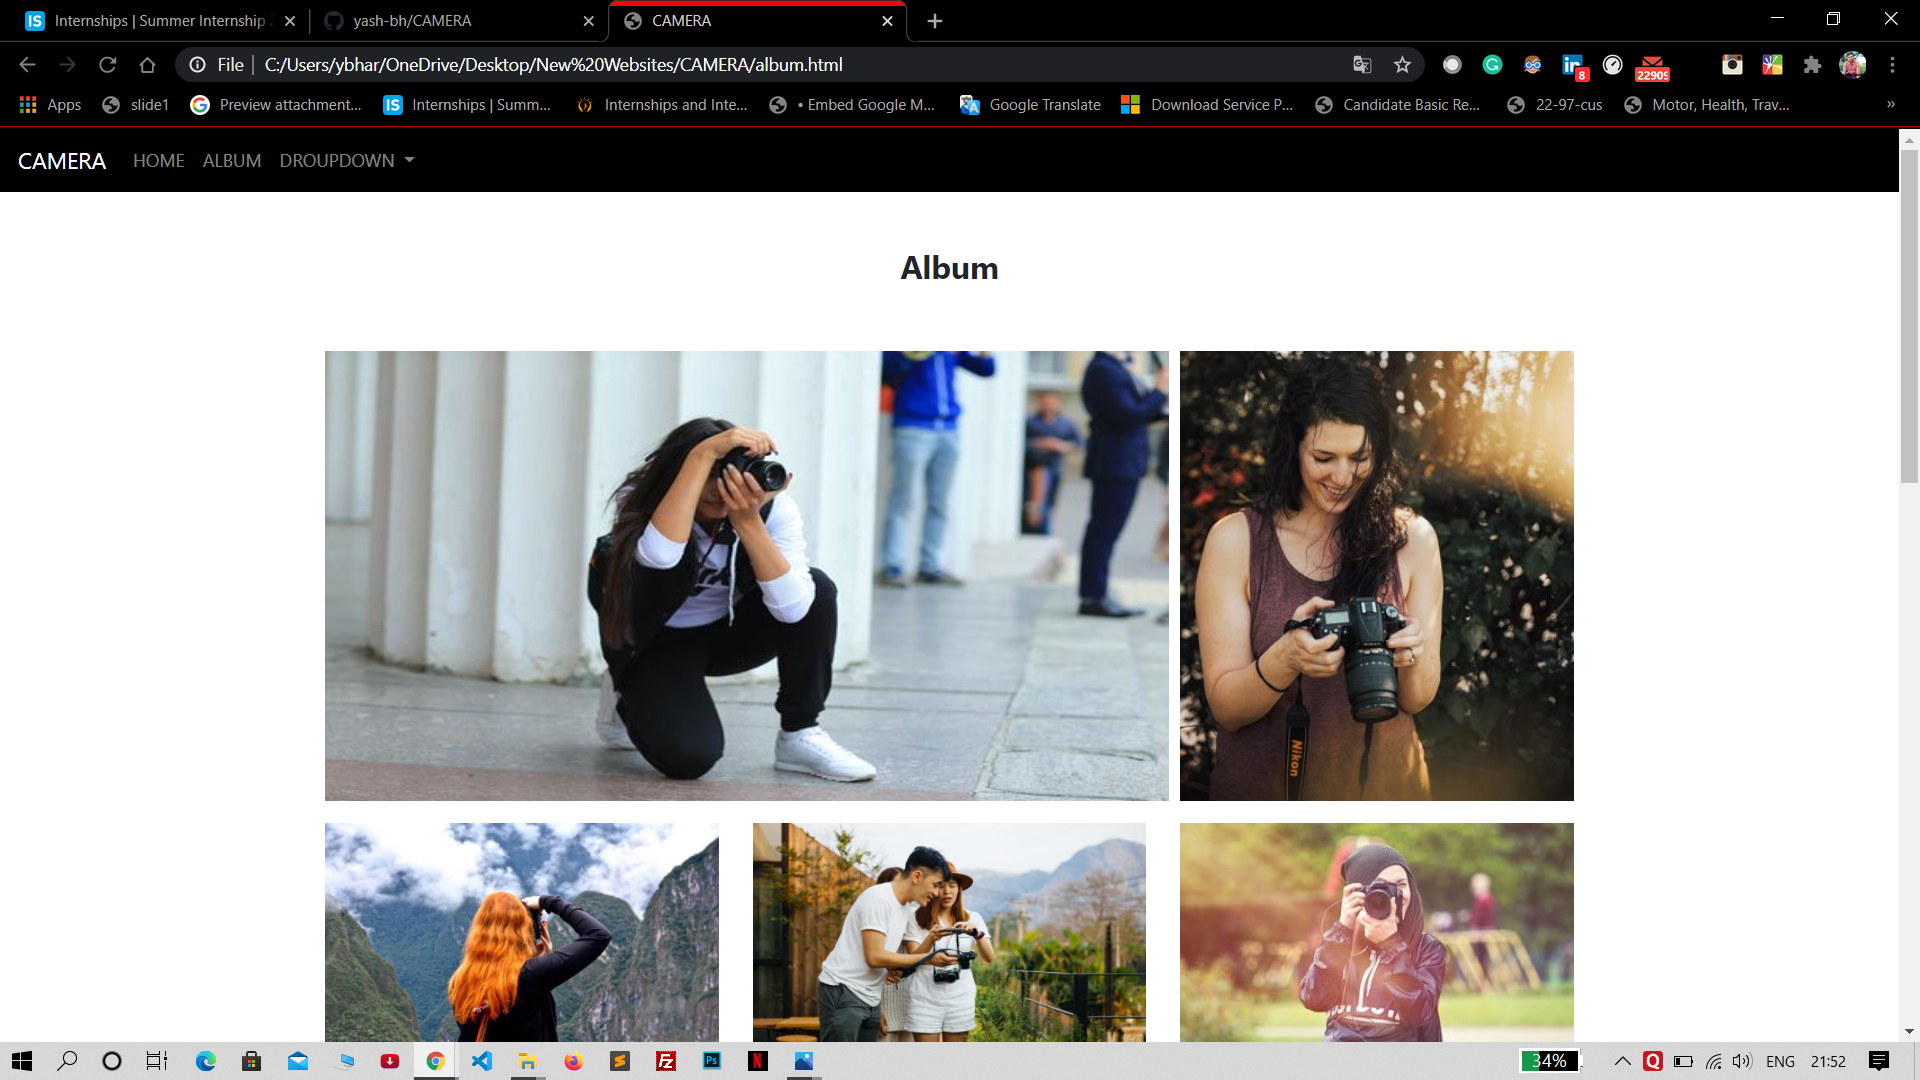 Internships | Summer Internship
yash-bh/CAMERA
CAMERA
File
C:/Users/ybhar/OneDrive/Desktop/New%20Websites/CAMERA/album.html
8
22909
Apps
slide1
Preview attachment...
Internships | Summ...
Internships and Inte...
• Embed Google M...
Google Translate
Download Service P...
Candidate Basic Re...
22-97-cus
Motor, Health, Trav...
»
CAMERA
HOME
ALBUM
DROUPDOWN
Album
Nikon
34%
ENG
21:52